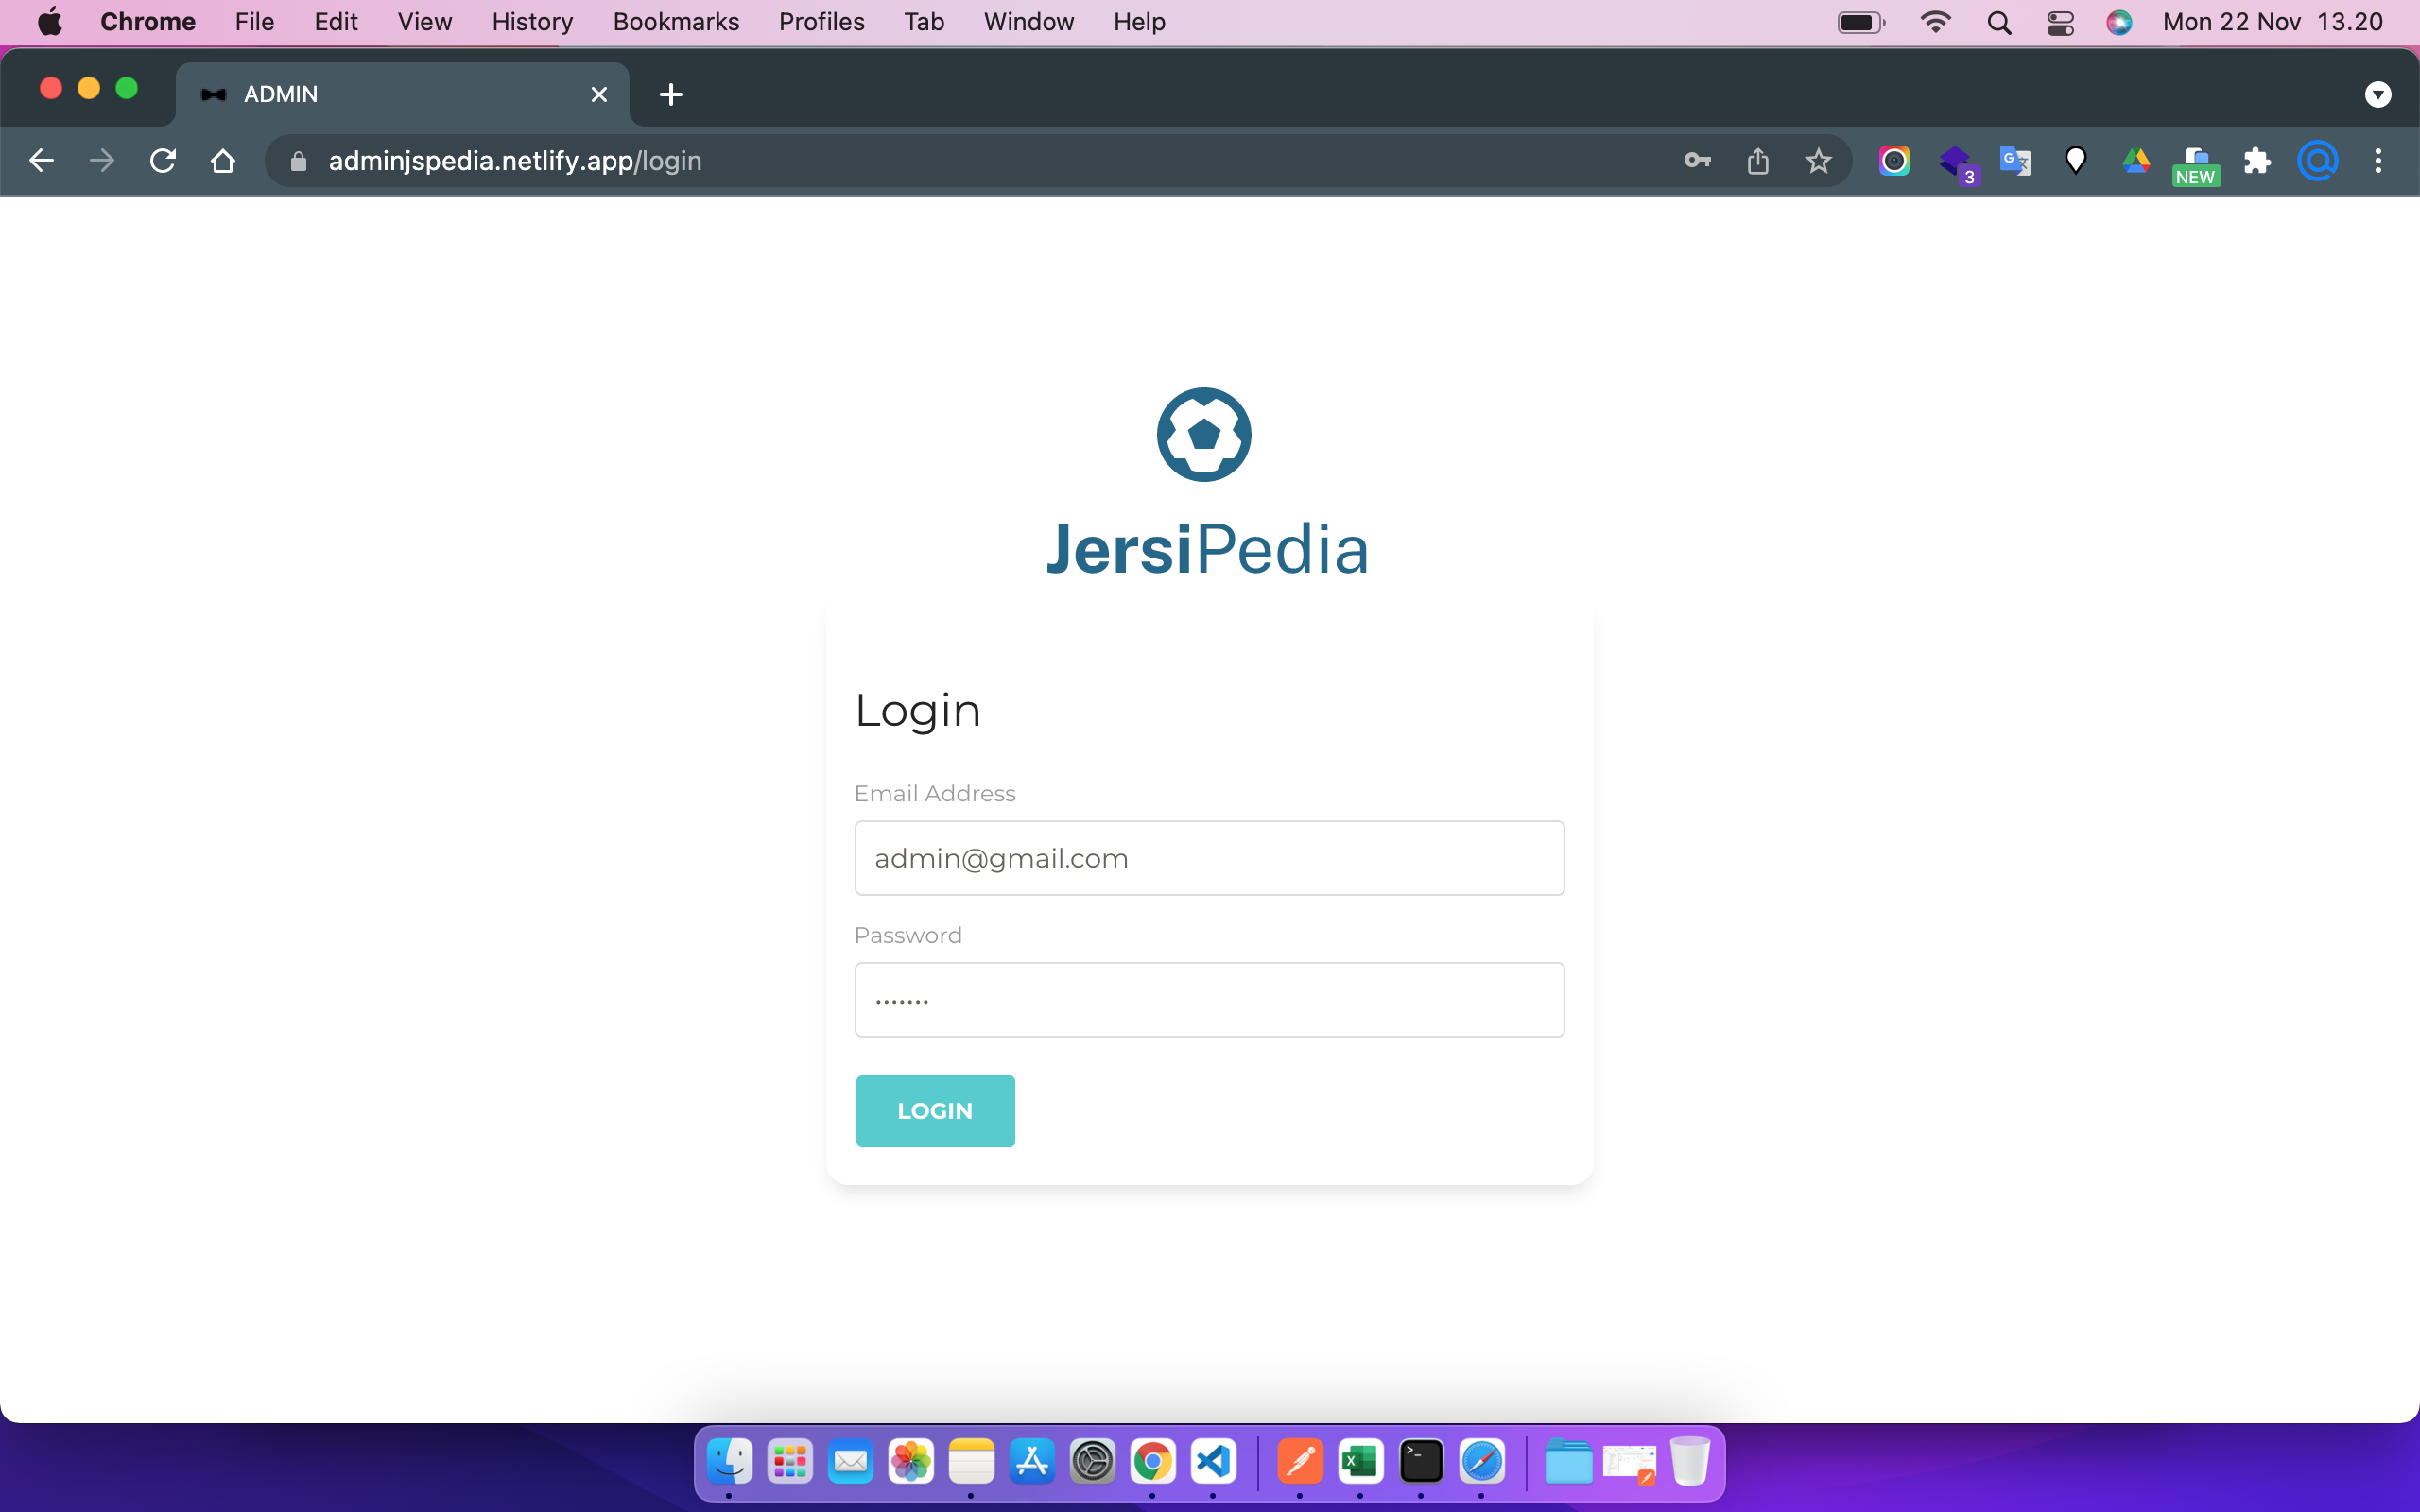 Chrome File Edit View History Bookmarks Profiles Tab Window Help Mon 22 Nov 13.20
ADMIN
adminjspedia.netlify.app/login
3
NEW
JersiPedia
Login
Email Address
admin@gmail.com
Password
•••••••
LOGIN